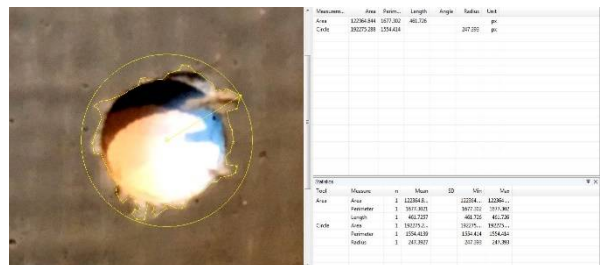 Measurem... Area Perim... Length Angle Radius Unit
Area 122364.844 1677.302 461.726 px
Circle 192275.289 1554.414 247.393 px
Statistics
Tool Measure n Mean SD Min Max
Area Area 1 122364.8... 122364... 122364...
Perimeter 1 1677.3021 1677.302 1677.302
Length 1 461.7257 461.726 461.726
Circle Area 1 192275.2... 192275... 192275...
Perimeter 1 1554.4139 1554.414 1554.414
Radius 1 247.3927 247.393 247.393